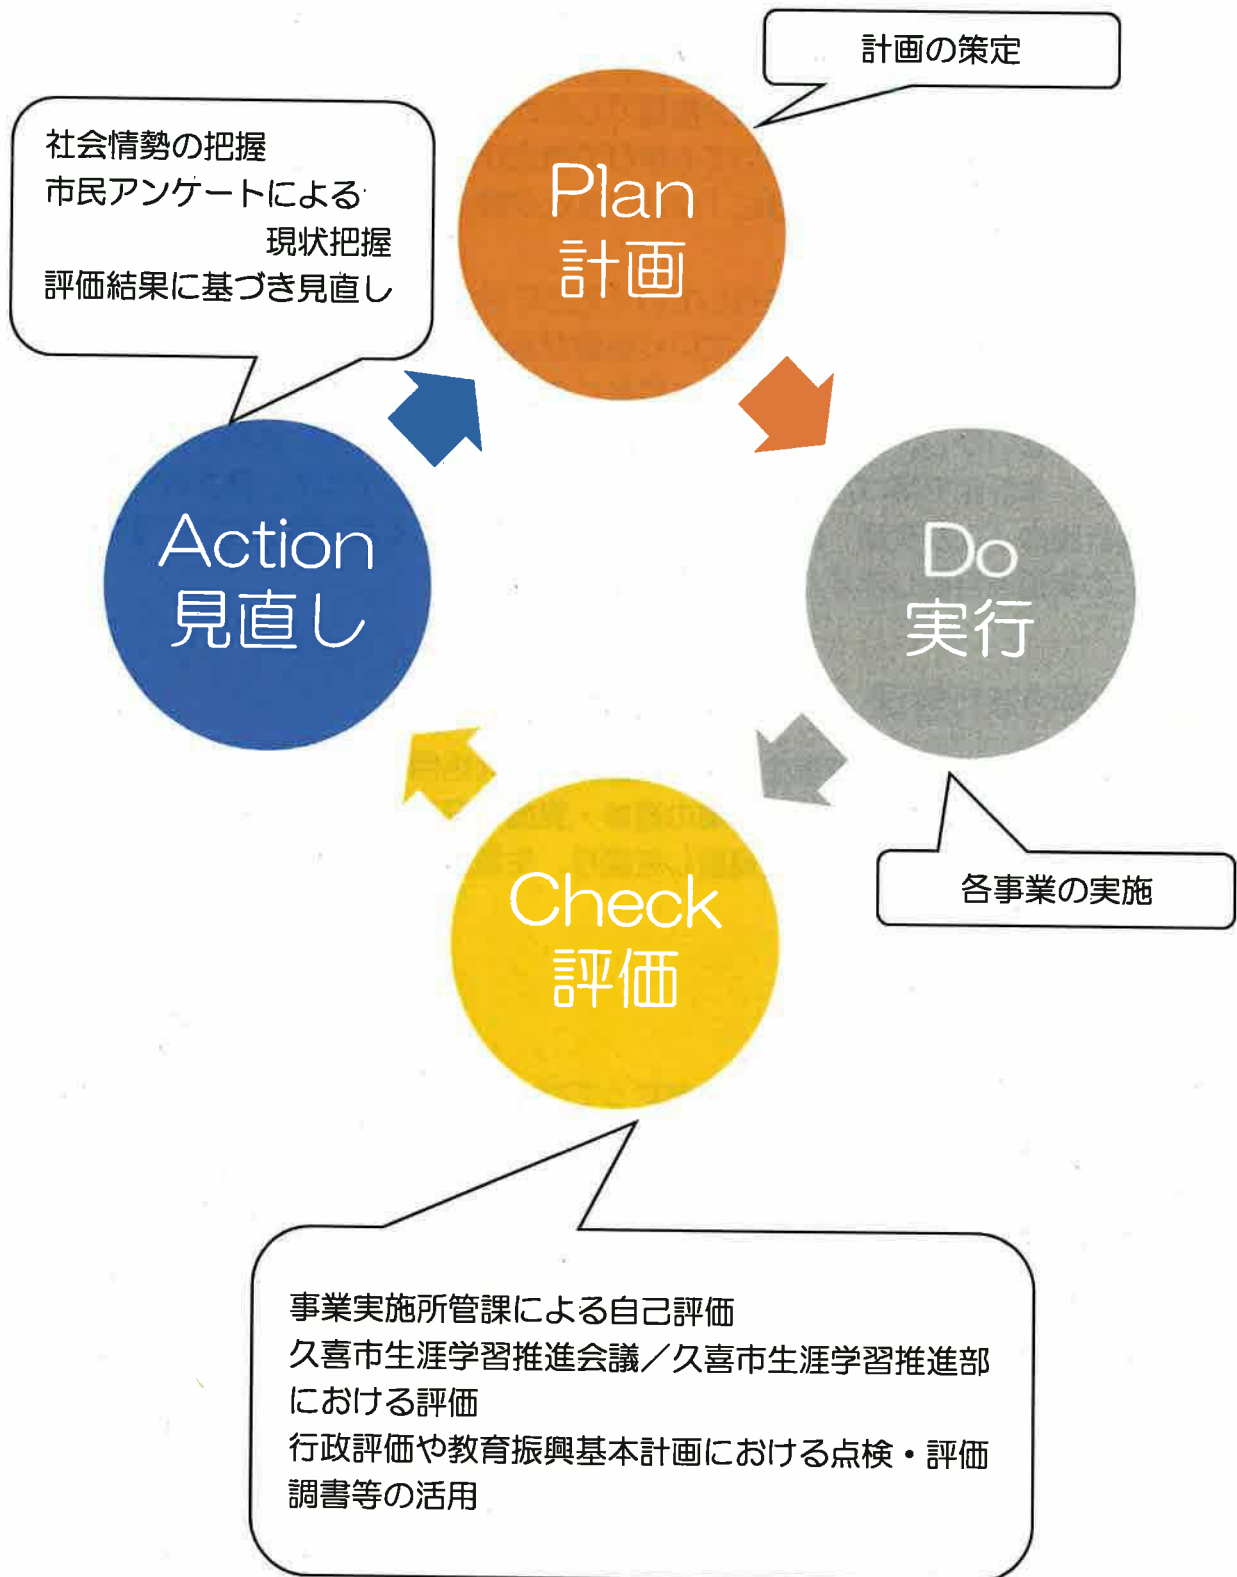 計画の策定
社会情勢の把握
市民アンケートによる
現状把握
評価結果に基づき見直し
Plan
計画
Do
実行
各事業の実施
Check
評価
Action
見直し
事業実施所管課による自己評価
久喜市生涯学習推進会議／久喜市生涯学習推進部
における評価
行政評価や教育振興基本計画における点検・評価
調書等の活用